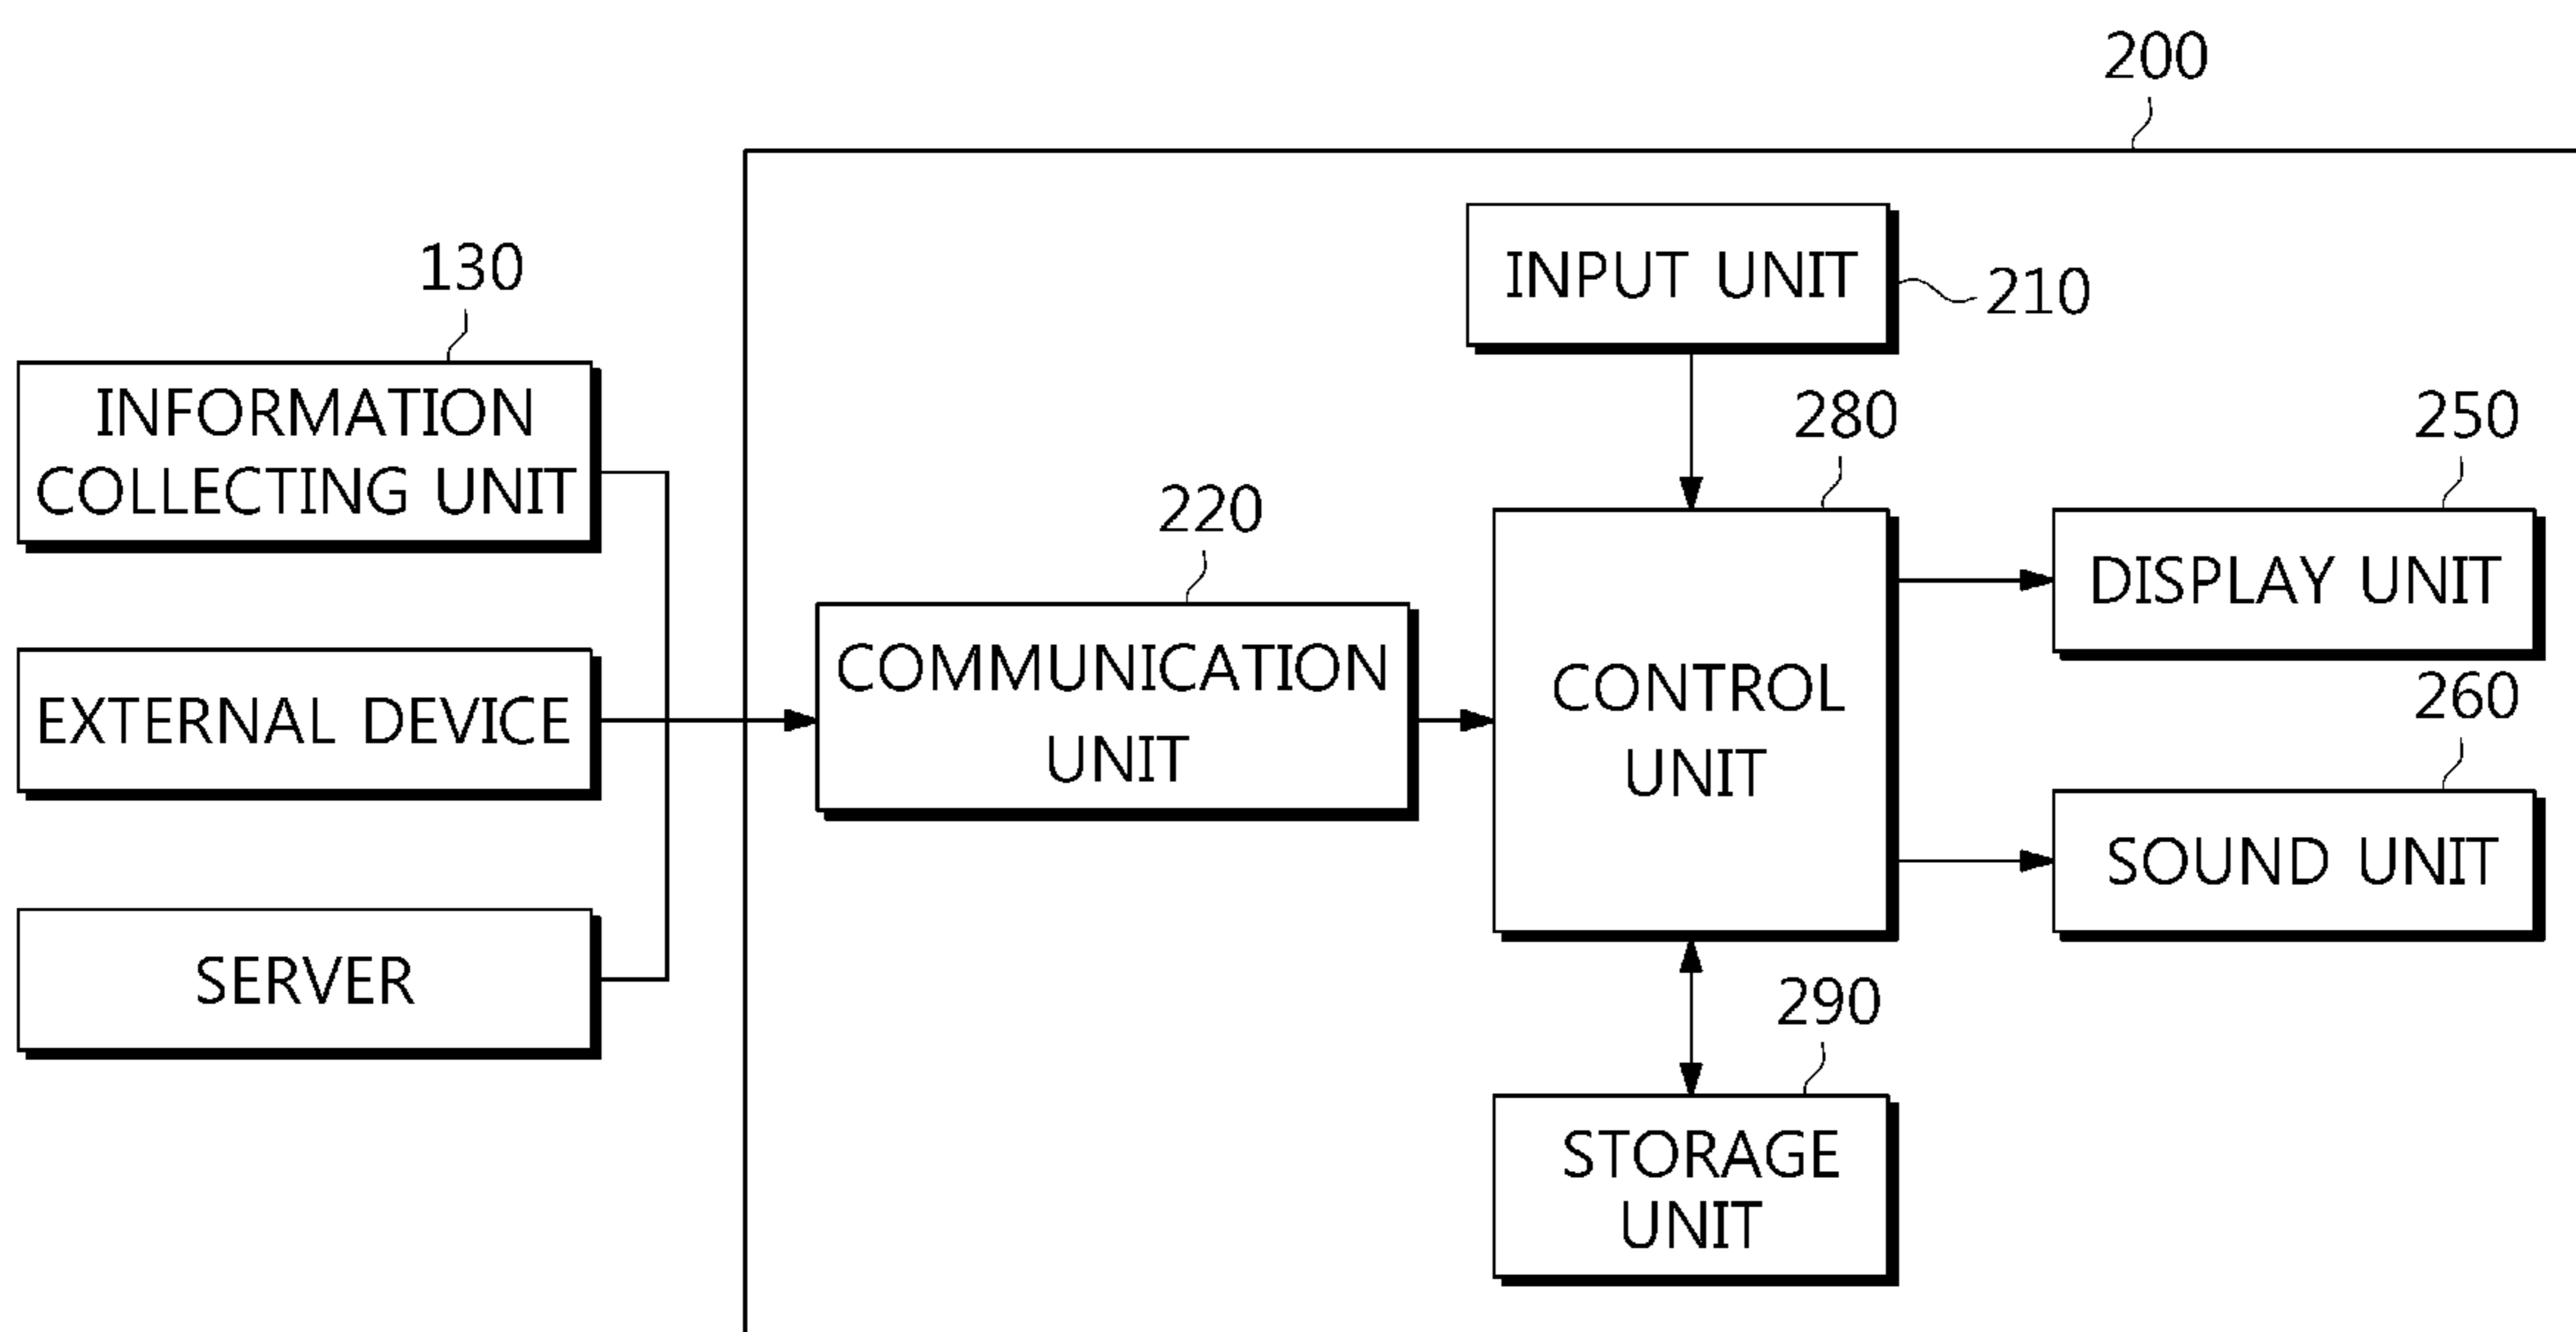 200
INPUT UNIT
210
130
INFORMATION
COLLECTING UNIT
280
250
220
DISPLAY UNIT
COMMUNICATION
UNIT
CONTROL
UNIT
EXTERNAL DEVICE
260
SOUND UNIT
SERVER
290
STORAGE
UNIT